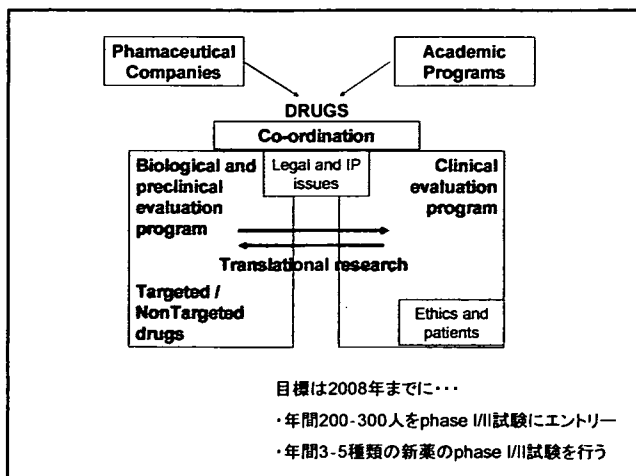 Phamaceutical
Companies
Academic
Programs
DRUGS
Co-ordination
Biological and
preclinical
evaluation
program
Legal and IP
issues
Clinical
evaluation
program
Translational research
Targeted /
NonTargeted
drugs
Ethics and
patients
目標は2008年までに・・・
・年間200-300人をphase I/II試験にエントリー
・年間3-5種類の新薬のphase I/II試験を行う